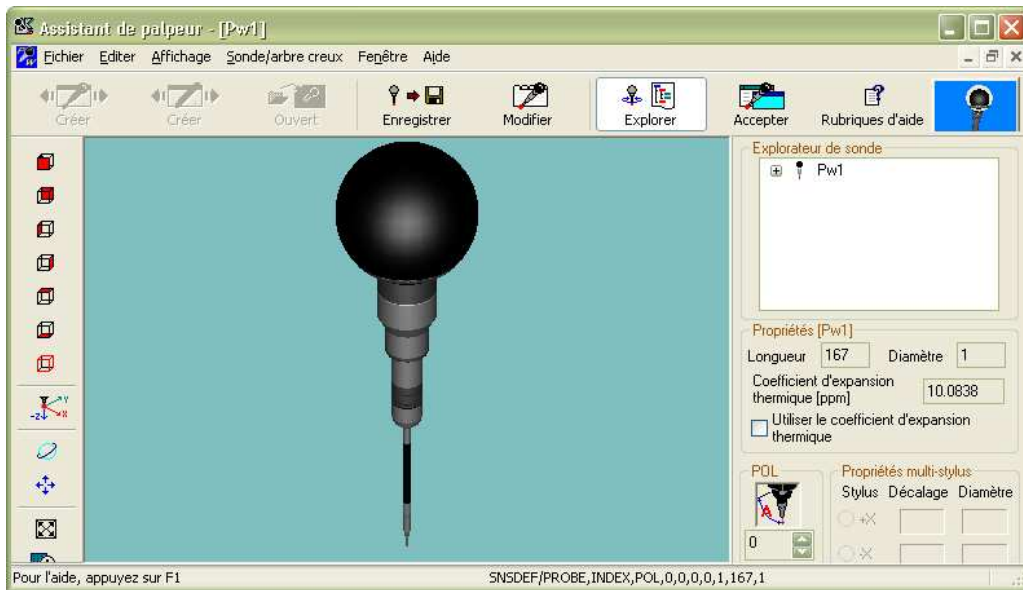 Assistant de palpeur - [Pw1]
Fichier Editer Affichage Sonde/arbre creux Fenêtre Aide
Créer Créer Ouvert Enregistrer Modifier Explorer Accepter Rubriques d'aide
Explorateur de sonde
Pw1
Propriétés [Pw1]
Longueur 167 Diamètre 1
Coefficient d'expansion
thermique [ppm] 10.0838
Utiliser le coefficient d'expansion
thermique
POL Propriétés multi-stylus
Stylus Décalage Diamètre
+X
0
-X
-Z Y X
A
Pour l'aide, appuyez sur F1 SNSDEF/PROBE,INDEX,POL,0,0,0,0,1,167,1